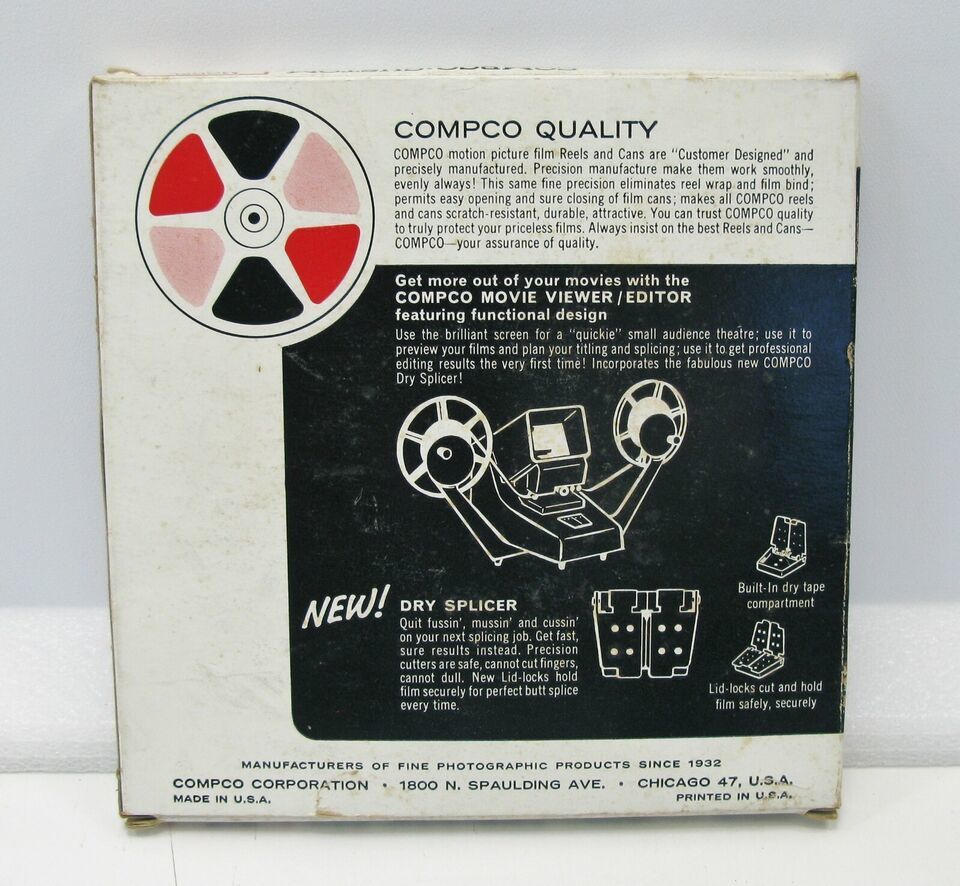 COMPCO QUALITY
COMPCO motion picture film Reels and Cans are "Customer Designed" and
precisely manufactured. Precision manufacture make them work smoothly,
evenly always! This same fine precision eliminates reel wrap and film bind;
permits easy opening and sure closing of film cans; makes all COMPCO reels
and cans scratch-resistant, durable, attractive. You can trust COMPCO quality
to truly protect your priceless films. Always insist on the best Reels and Cans—
COMPCO—your assurance of quality.
Get more out of your movies with the
COMPCO MOVIE VIEWER/EDITOR
featuring functional design
Use the brilliant screen for a "quickie" small audience theatre; use it to
preview your films and plan your titling and splicing; use it to get professional
editing results the very first time! Incorporates the fabulous new COMPCO
Dry Splicer!
Built-In dry tape
compartment
NEW! DRY SPLICER
Quit fussin', mussin' and cussin'
on your next splicing job. Get fast,
sure results instead. Precision
cutters are safe, cannot cut fingers,
cannot dull. New Lid-locks hold
film securely for perfect butt splice
every time.
Lid-locks cut and hold
film safely, securely
MANUFACTURERS OF FINE PHOTOGRAPHIC PRODUCTS SINCE 1932
COMPCO CORPORATION • 1800 N. SPAULDING AVE. • CHICAGO 47, U.S.A.
MADE IN U.S.A. PRINTED IN U.S.A.